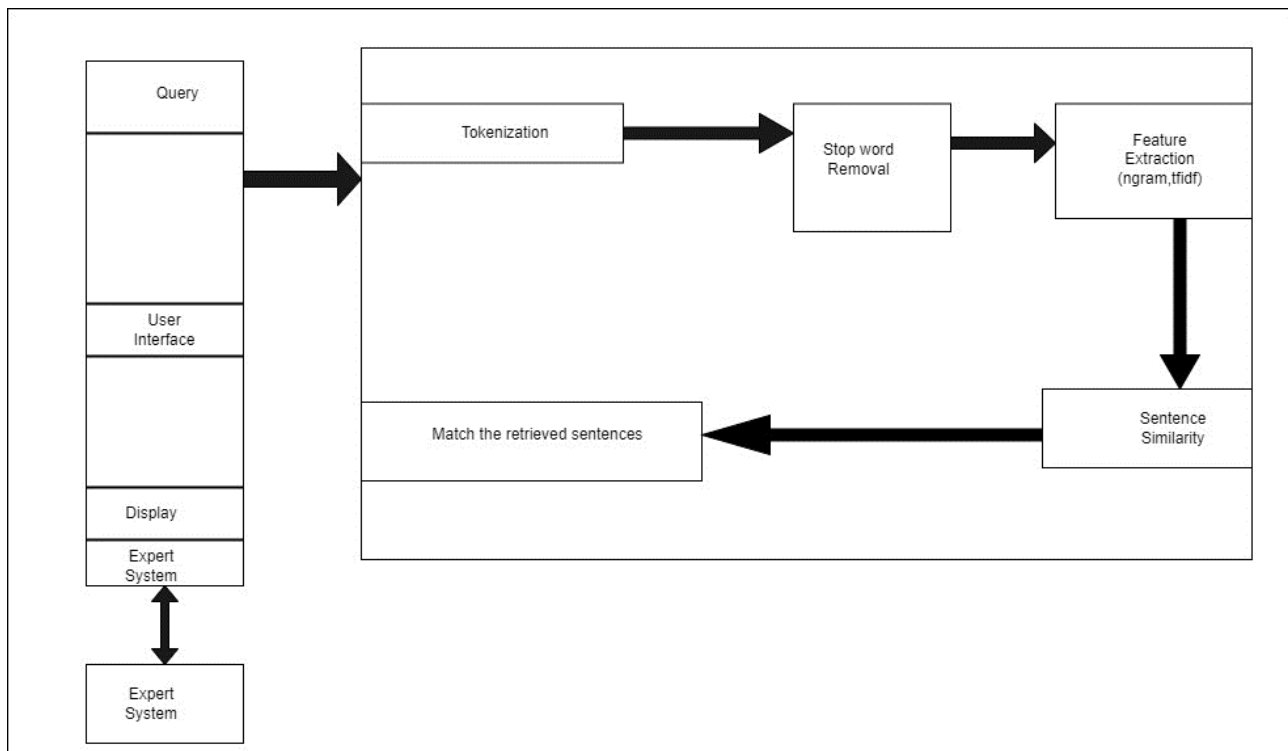 Query
User
Interface
Display
Expert
System
Expert
System
Tokenization
Stop word
Removal
Feature
Extraction
(ngram,tfidf)
Sentence
Similarity
Match the retrieved sentences